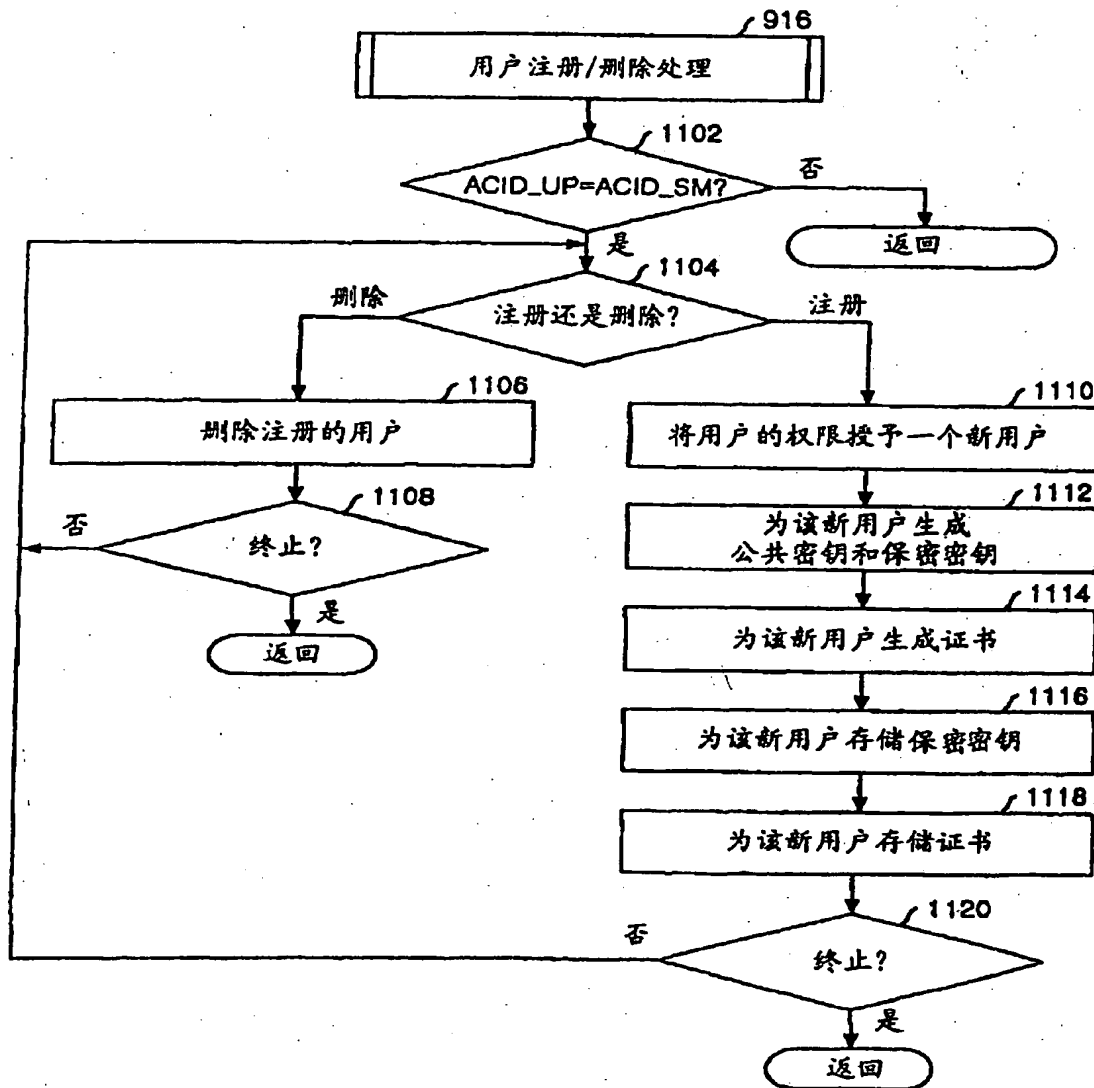 916
用户注册/删除处理
1102
ACID_UP=ACID_SM?
否
返回
是
1104
注册还是删除?
删除
注册
1106
删除注册的用户
1108
终止?
否
是
返回
1110
将用户的权限授予一个新用户
1112
为该新用户生成
公共密钥和保密密钥
1114
为该新用户生成证书
1116
为该新用户存储保密密钥
1118
为该新用户存储证书
1120
终止?
否
是
返回